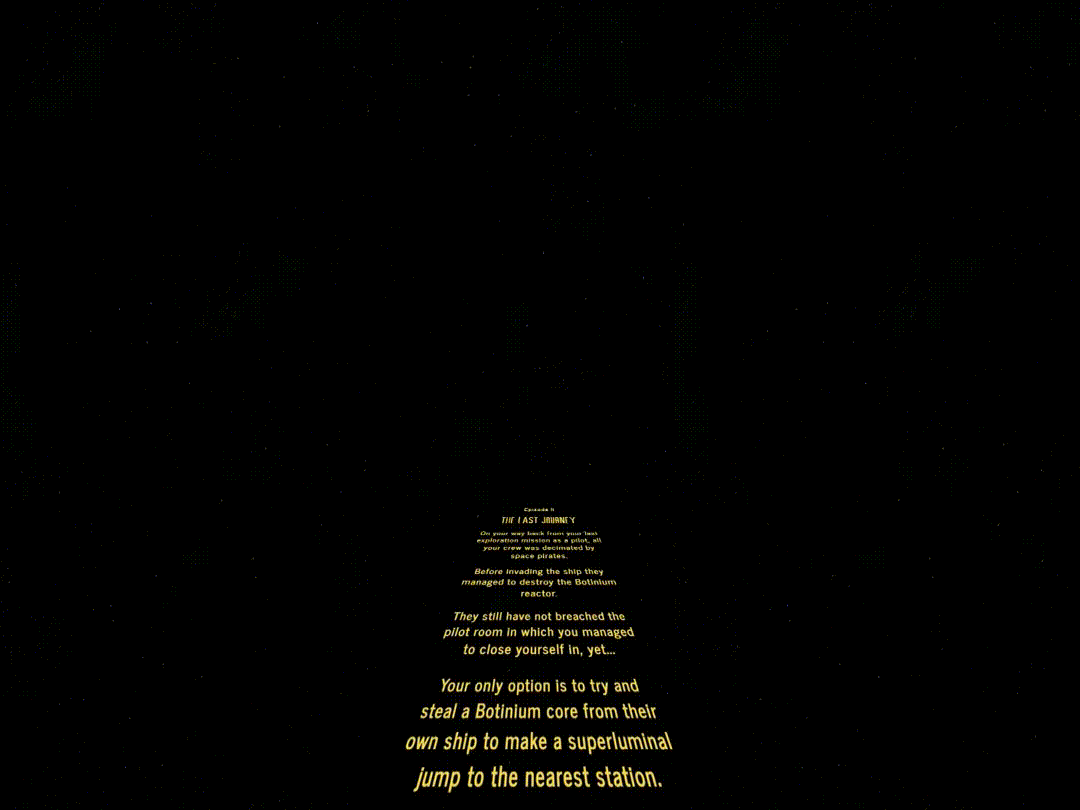 Episode II
THE LAST JOURNEY
On your way back from your last
exploration mission as a pilot, all
your crew was decimated by
space pirates.
Before invading the ship they
managed to destroy the Botinium
reactor.
They still have not breached the
pilot room in which you managed
to close yourself in, yet...
Your only option is to try and
steal a Botinium core from their
own ship to make a superluminal
jump to the nearest station.